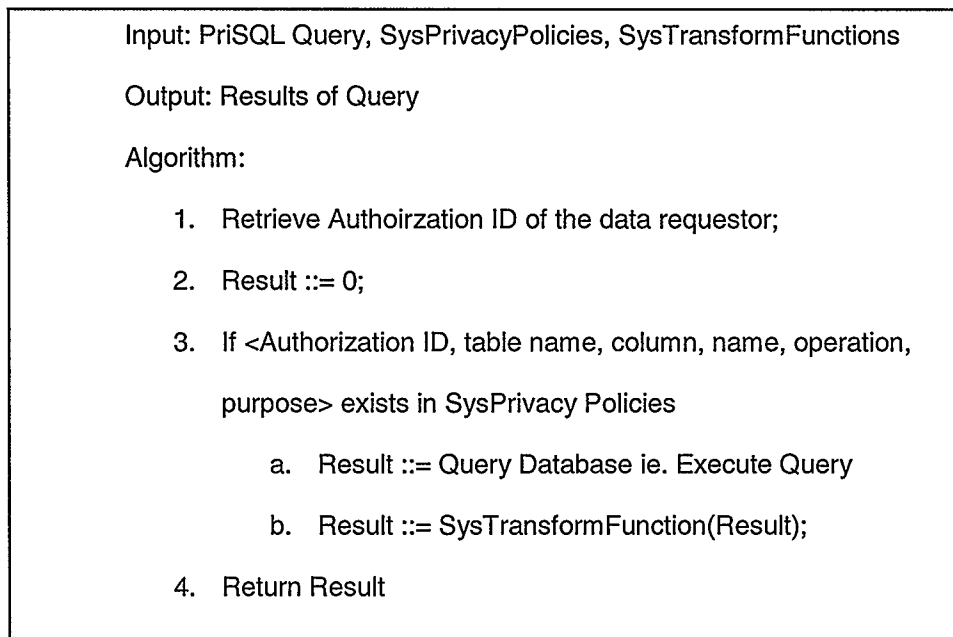 Input: PriSQL Query, SysPrivacyPolicies, SysTransformFunctions
Output: Results of Query
Algorithm:
1. Retrieve Authoirzation ID of the data requestor;
2. Result ::= 0;
3. If <Authorization ID, table name, column, name, operation,
purpose> exists in SysPrivacy Policies
a. Result ::= Query Database ie. Execute Query
b. Result ::= SysTransformFunction(Result);
4. Return Result